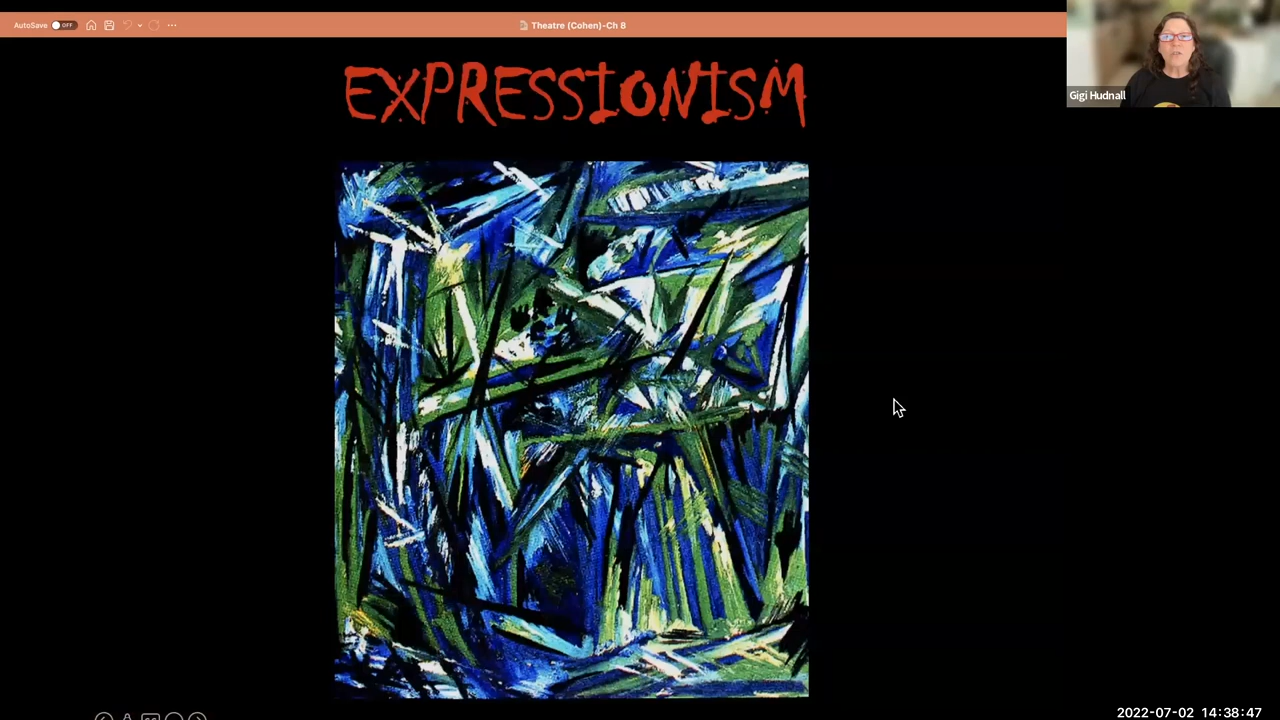 AutoSave OFF
Theatre (Cohen)-Ch 8
EXPRESSIONISM
Gigi Hudnall
2022-07-02 14:38:47